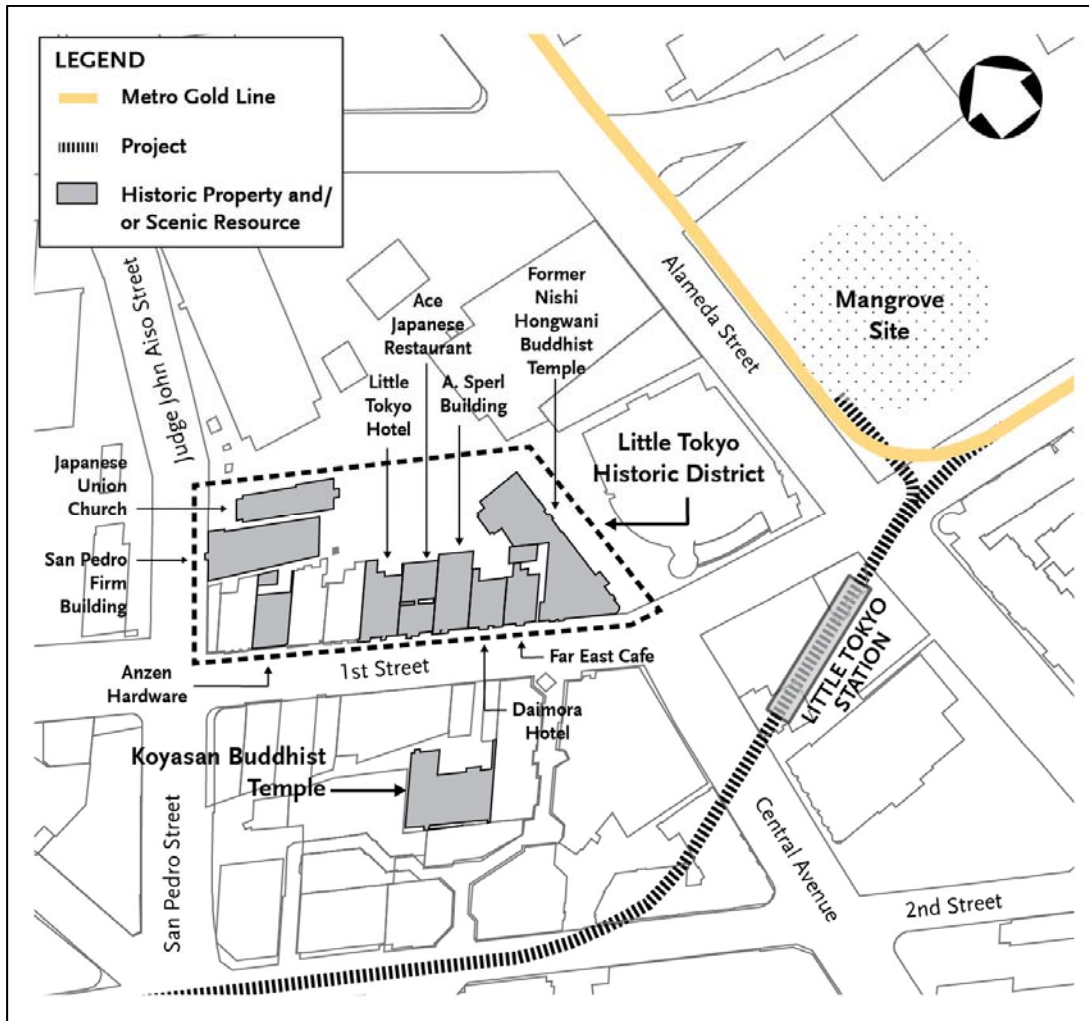 LEGEND
Metro Gold Line
Project
Historic Property and/
or Scenic Resource
Judge John Aiso Street
Alameda Street
Mangrove
Site
Former
Nishi
Hongwani
Buddhist
Temple
Ace
Japanese
Restaurant
Little
Tokyo
Hotel
A. Sperl
Building
Little Tokyo
Historic District
Japanese
Union
Church
San Pedro
Firm
Building
Anzen
Hardware
1st Street
Far East Cafe
Daimora
Hotel
LITTLE TOKYO
STATION
Koyasan Buddhist
Temple
San Pedro Street
Central Avenue
2nd Street